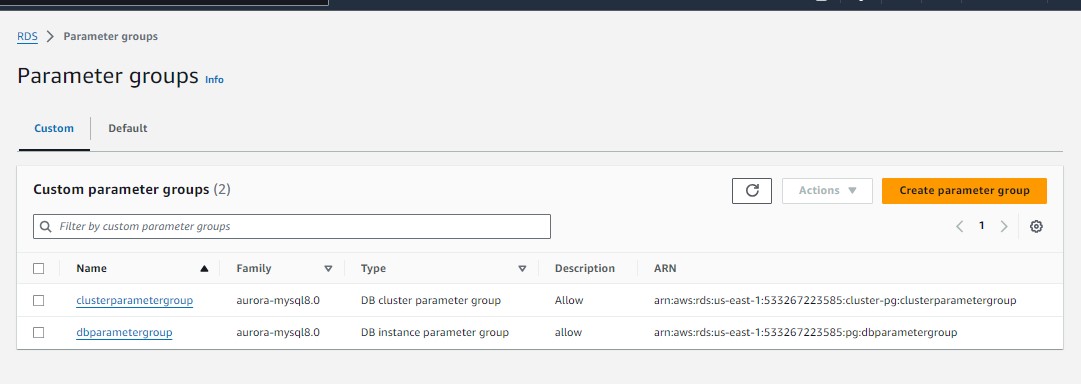 RDS > Parameter groups
Parameter groups Info
Custom Default
Custom parameter groups (2)
Actions
Create parameter group
Filter by custom parameter groups
1
Name Family Type Description ARN
clusterparametergroup aurora-mysql8.0 DB cluster parameter group Allow arn:aws:rds:us-east-1:533267223585:cluster-pg:clusterparametergroup
dbparametergroup aurora-mysql8.0 DB instance parameter group allow arn:aws:rds:us-east-1:533267223585:pg:dbparametergroup